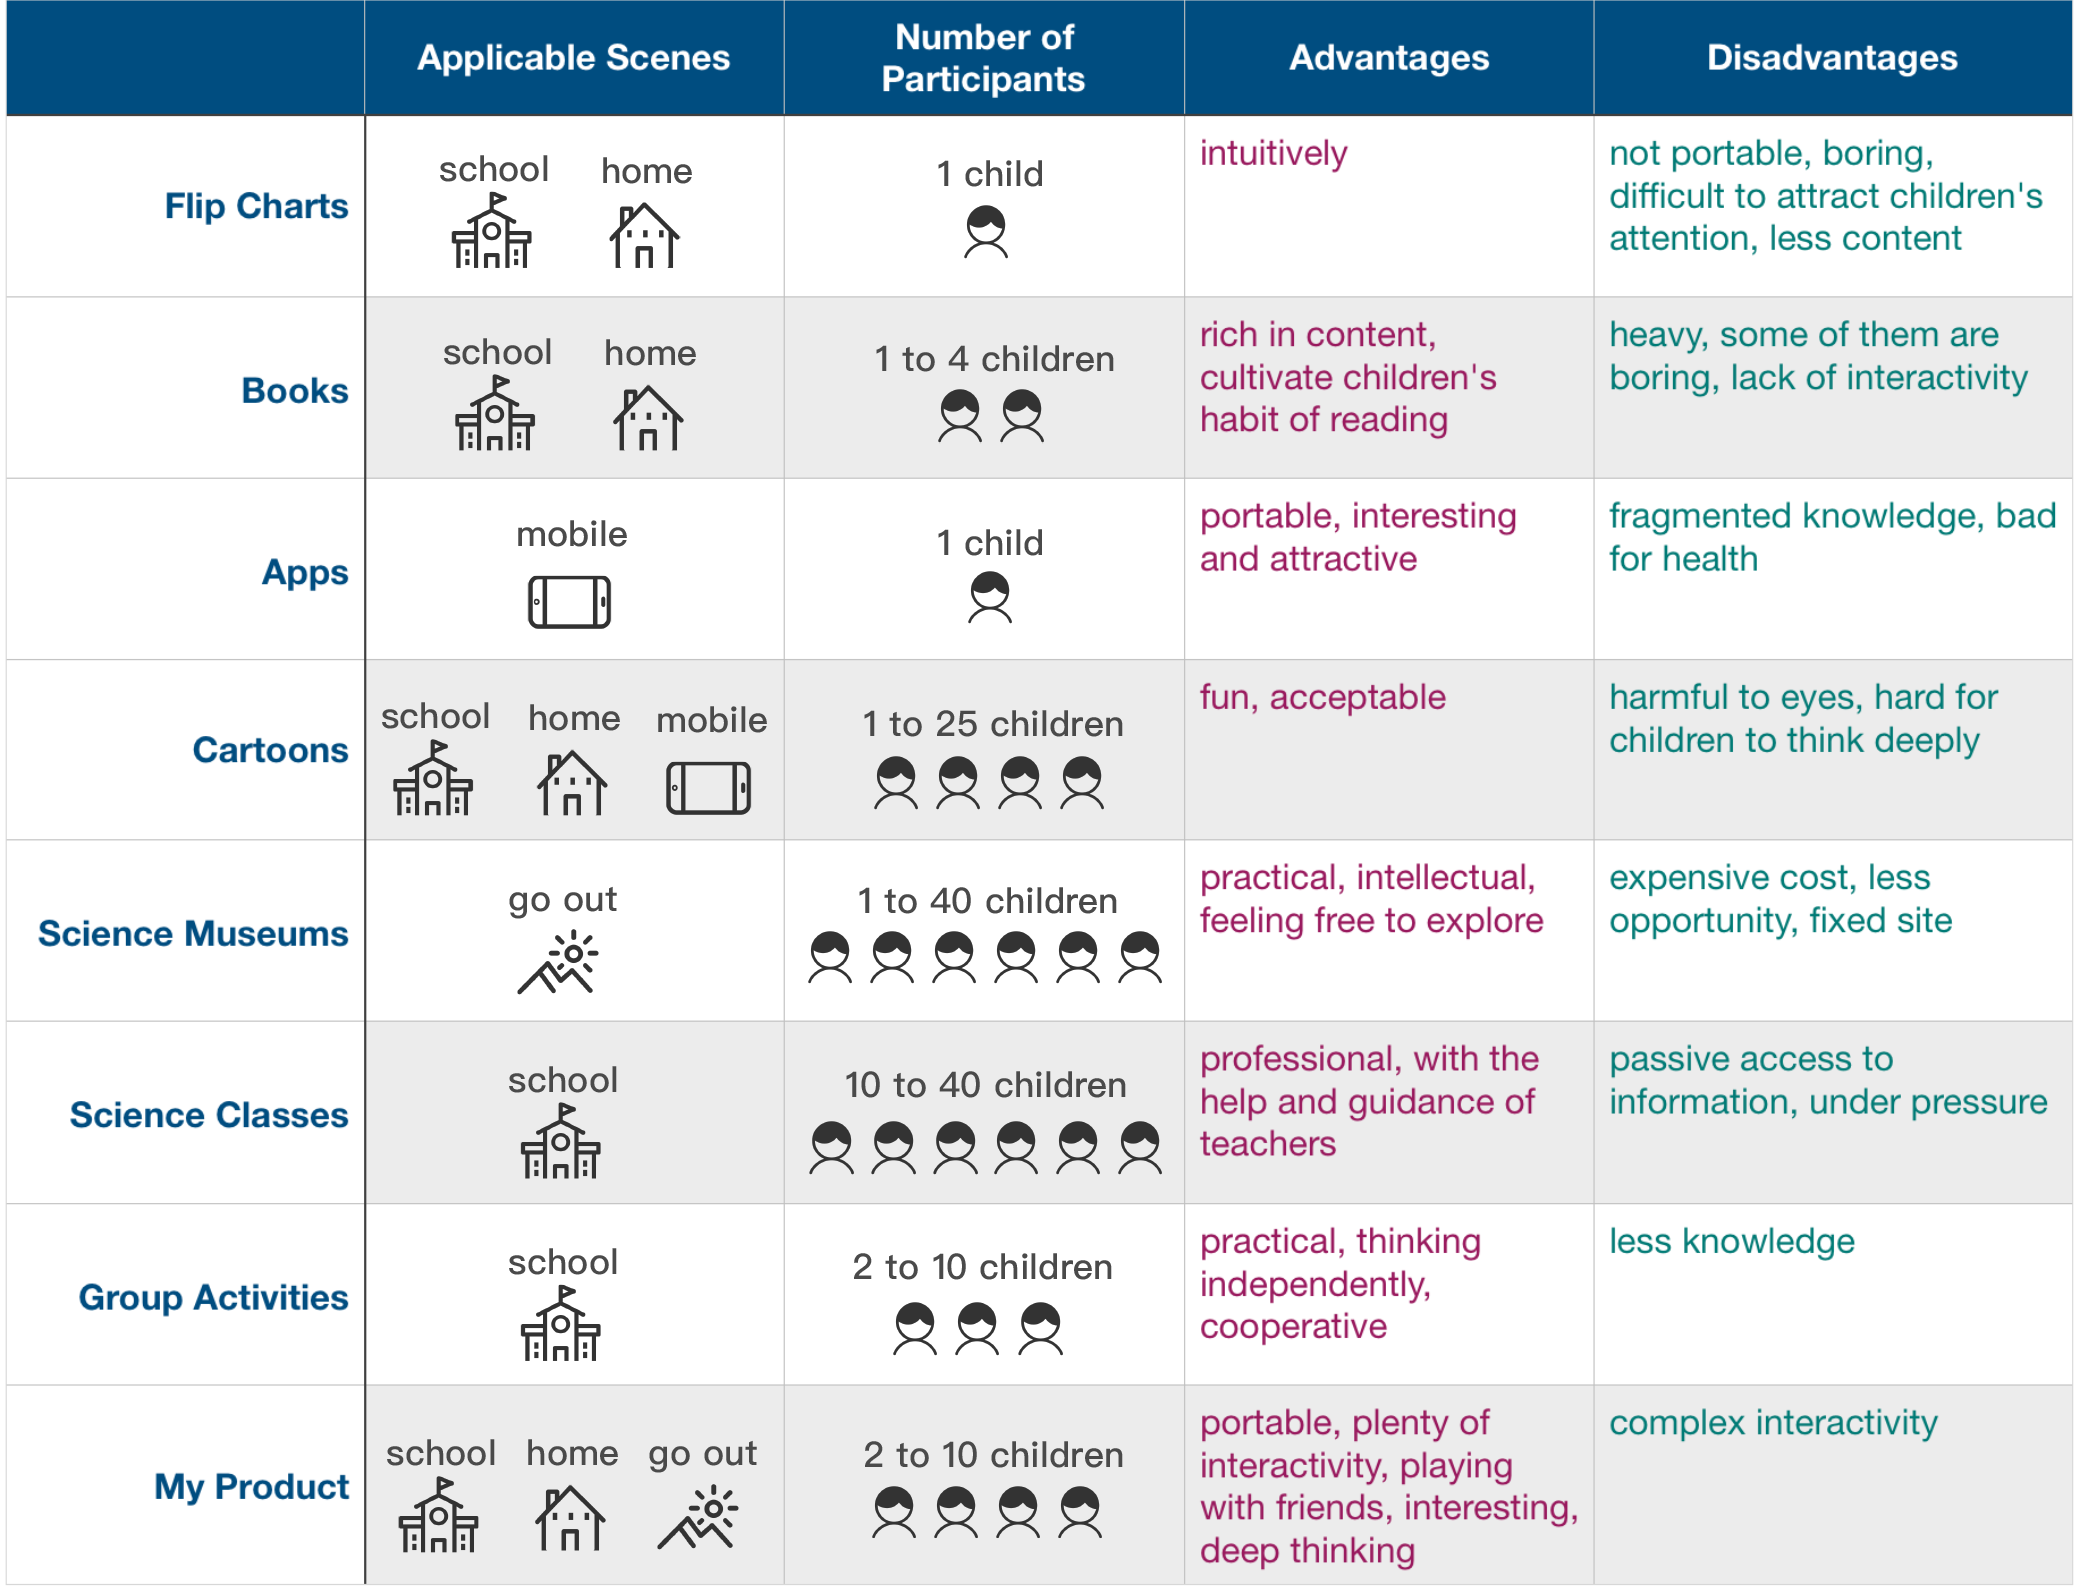 Applicable Scenes
Number of
Participants
Advantages
Disadvantages
Flip Charts
school home
1 child
intuitively
not portable, boring,
difficult to attract children's
attention, less content
Books
school home
1 to 4 children
rich in content,
cultivate children's
habit of reading
heavy, some of them are
boring, lack of interactivity
Apps
mobile
1 child
portable, interesting
and attractive
fragmented knowledge, bad
for health
Cartoons
school home mobile
1 to 25 children
fun, acceptable
harmful to eyes, hard for
children to think deeply
Science Museums
go out
1 to 40 children
practical, intellectual,
feeling free to explore
expensive cost, less
opportunity, fixed site
Science Classes
school
10 to 40 children
professional, with the
help and guidance of
teachers
passive access to
information, under pressure
Group Activities
school
2 to 10 children
practical, thinking
independently,
cooperative
less knowledge
My Product
school home go out
2 to 10 children
portable, plenty of
interactivity, playing
with friends, interesting,
deep thinking
complex interactivity